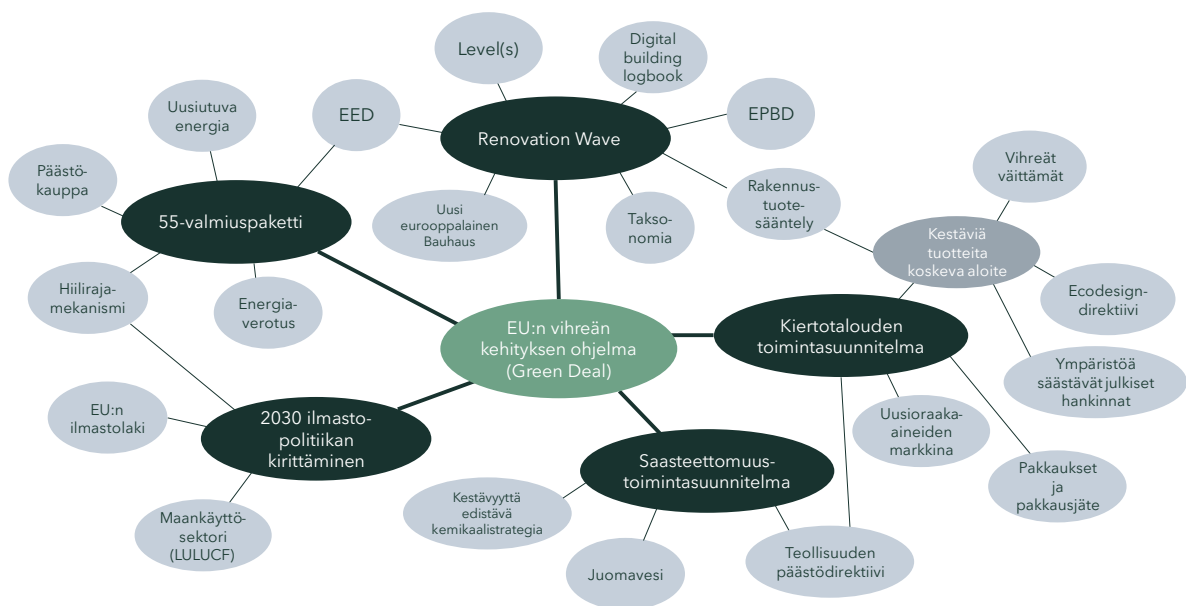 Level(s)
Digital
building
logbook
Uusiutuva
energia
EED
Renovation Wave
EPBD
Päästö-
kauppa
55-valmiuspaketti
Uusi
eurooppalainen
Bauhaus
Takso-
nomia
Rakennus-
tuote-
sääntely
Vihreät
väittämät
Kestäviä
tuotteita
koskeva aloite
Hiiliraja-
mekanismi
Energia-
verotus
Ecodesign-
direktiivi
EU:n vihreän
kehityksen ohjelma
(Green Deal)
Kiertotalouden
toimintasuunnitelma
Ympäristöä
säästävät julkiset
hankinnat
EU:n
ilmastolaki
2030 ilmasto-
politiikan
kirittäminen
Uusioraaka-
aineiden
markkina
Saasteettomuus-
toimintasuunnitelma
Pakkaukset
ja
pakkausjäte
Kestävyyttä
edistävä
kemikaalistrategia
Maankäyttö-
sektori
(LULUCF)
Juomavesi
Teollisuuden
päästödirektiivi